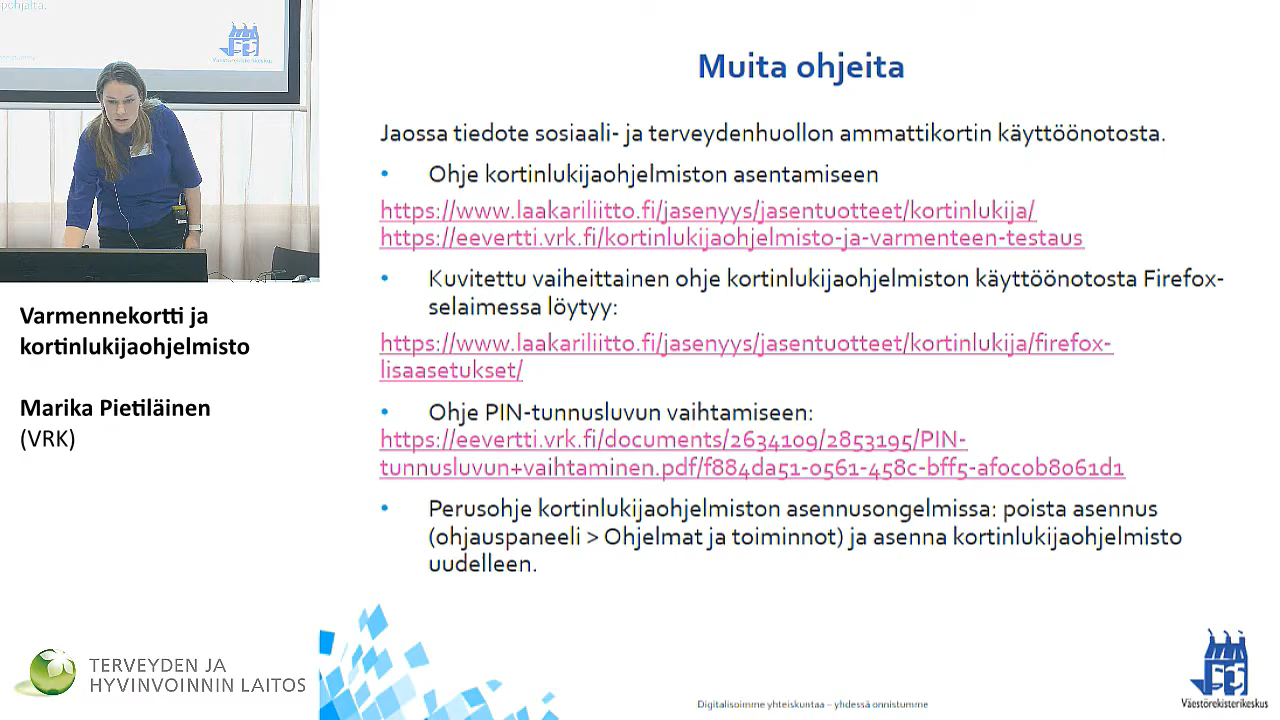 pohjalta.
Väestörekisterikeskus
Muita ohjeita
Jaossa tiedote sosiaali- ja terveydenhuollon ammattikortin käyttöönotosta.
• Ohje kortinlukijaohjelmiston asentamiseen
https://www.laakariliitto.fi/jasenyys/jasentuotteet/kortinlukija/
https://eevertti.vrk.fi/kortinlukijaohjelmisto-ja-varmenteen-testaus
• Kuvitettu vaiheittainen ohje kortinlukijaohjelmiston käyttöönotosta Firefox-
selaimessa löytyy:
https://www.laakariliitto.fi/jasenyys/jasentuotteet/kortinlukija/firefox-
lisaasetukset/
• Ohje PIN-tunnusluvun vaihtamiseen:
https://eevertti.vrk.fi/documents/2634109/2853195/PIN-
tunnusluvun+vaihtaminen.pdf/f884da51-0561-458c-bff5-af0c0b8061d1
• Perusohje kortinlukijaohjelmiston asennusongelmissa: poista asennus
(ohjauspaneeli > Ohjelmat ja toiminnot) ja asenna kortinlukijaohjelmisto
uudelleen.
Varmennekortti ja
kortinlukijaohjelmisto
Marika Pietiläinen
(VRK)
TERVEYDEN JA
HYVINVOINNIN LAITOS
Digitalisoimme yhteiskuntaa – yhdessä onnistumme
Väestörekisterikeskus